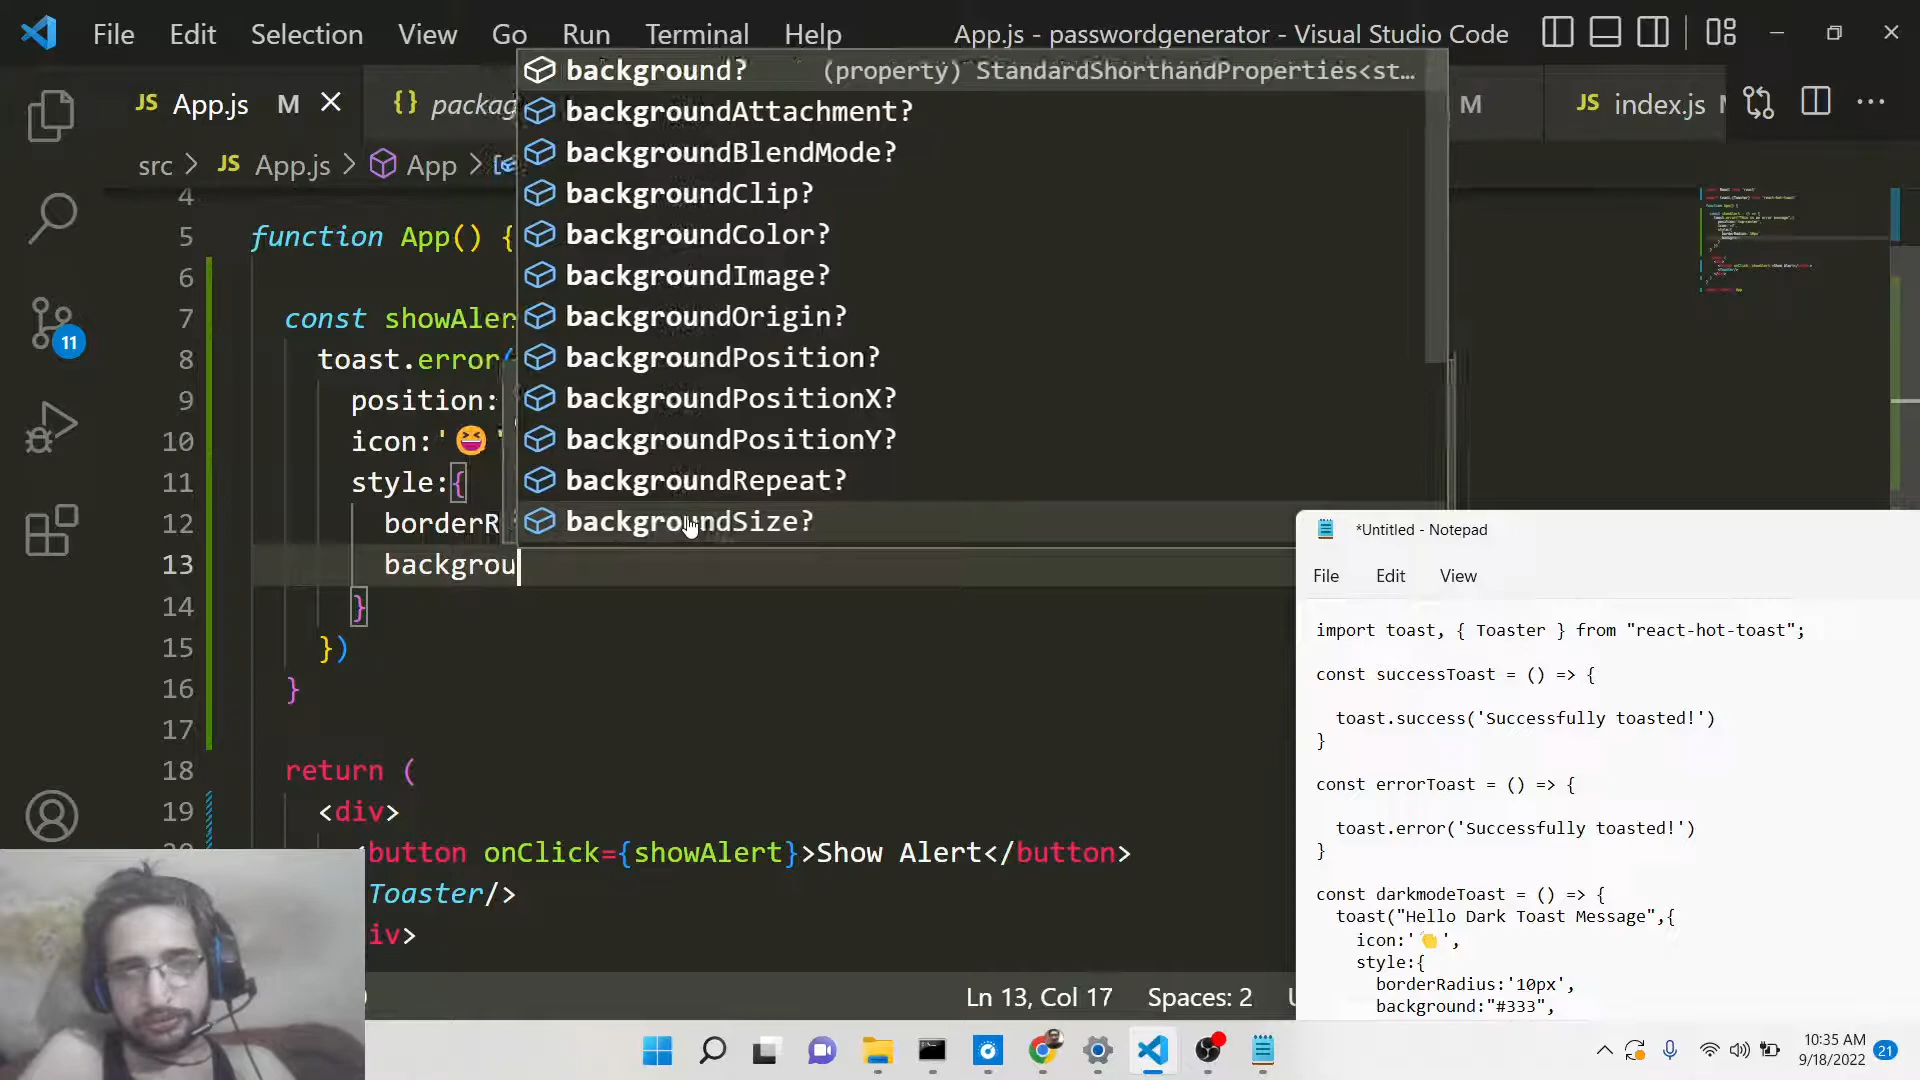 File Edit Selection View Go Run Terminal Help App.js - passwordgenerator - Visual Studio Code
JS App.js M {} packag M JS index.js
src > JS App.js > App >
background? (property) StandardShorthandProperties<st…
backgroundAttachment?
backgroundBlendMode?
backgroundClip?
backgroundColor?
backgroundImage?
backgroundOrigin?
backgroundPosition?
backgroundPositionX?
backgroundPositionY?
backgroundRepeat?
backgroundSize?
4
5 function App() {
6
7 const showAler
8 toast.error(
9 position:
10 icon:'😆'
11 style:{
12 borderR
13 backgrou
14 }
15 })
16 }
17
18 return (
19 <div>
button onClick={showAlert}>Show Alert</button>
Toaster/>
iv>
11
Ln 13, Col 17 Spaces: 2
*Untitled - Notepad
File Edit View
import toast, { Toaster } from "react-hot-toast";
const successToast = () => {
toast.success('Successfully toasted!')
}
const errorToast = () => {
toast.error('Successfully toasted!')
}
const darkmodeToast = () => {
toast("Hello Dark Toast Message",{
icon:'👏',
style:{
borderRadius:'10px',
background:"#333",
10:35 AM
9/18/2022
21